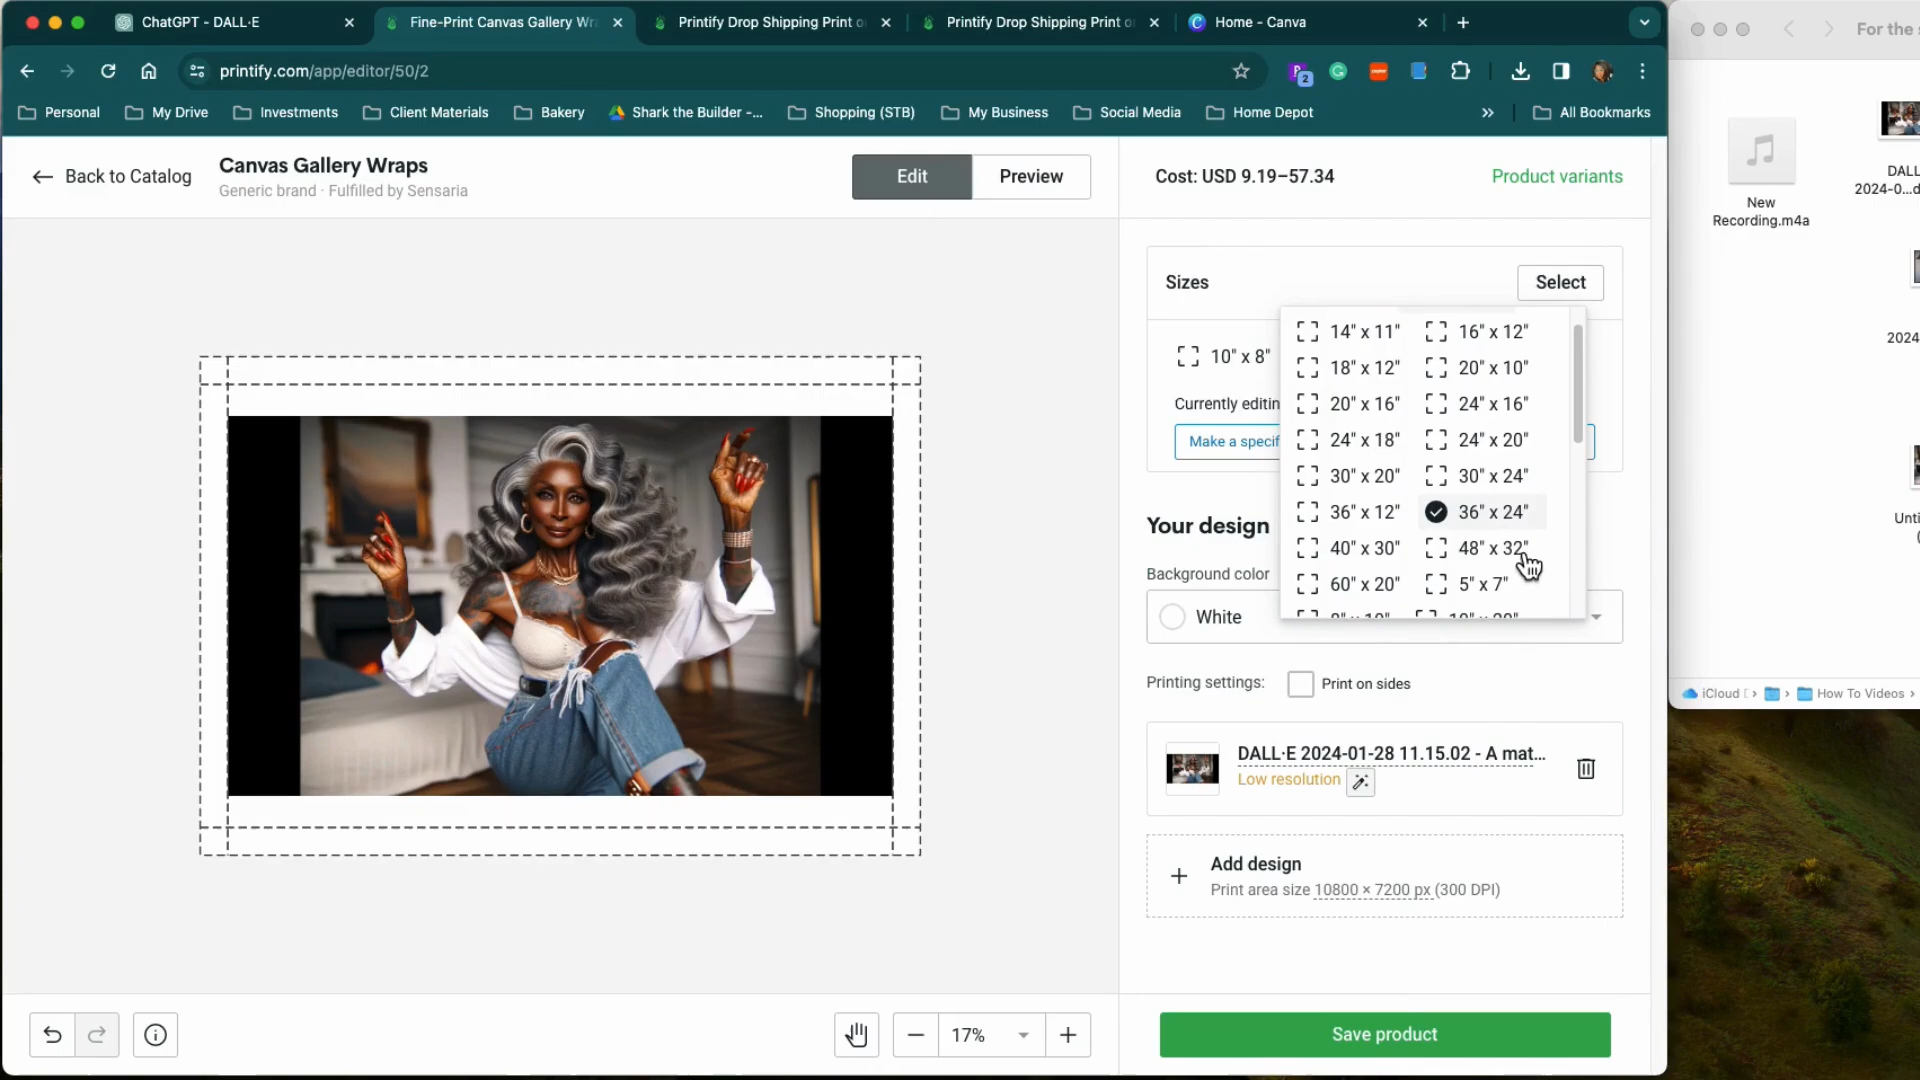 ChatGPT - DALL·E
Fine-Print Canvas Gallery Wr
Printify Drop Shipping Print o
Printify Drop Shipping Print o
Home - Canva
For the
printify.com/app/editor/50/2
2
Personal
My Drive
Investments
Client Materials
Bakery
Shark the Builder -...
Shopping (STB)
My Business
Social Media
Home Depot
»
All Bookmarks
Back to Catalog
Canvas Gallery Wraps
Generic brand · Fulfilled by Sensaria
Edit
Preview
Cost: USD 9.19–57.34
Product variants
Sizes
Select
10" x 8"
Currently editin
Make a specif
14" x 11"
16" x 12"
18" x 12"
20" x 10"
20" x 16"
24" x 16"
24" x 18"
24" x 20"
30" x 20"
30" x 24"
36" x 12"
36" x 24"
40" x 30"
48" x 32"
60" x 20"
5" x 7"
Your design
Background color
White
Printing settings:
Print on sides
DALL·E 2024-01-28 11.15.02 - A mat...
Low resolution
Add design
Print area size 10800 × 7200 px (300 DPI)
17%
Save product
New
Recording.m4a
DALL
2024-0...d
2024
Unti
iCloud
How To Videos